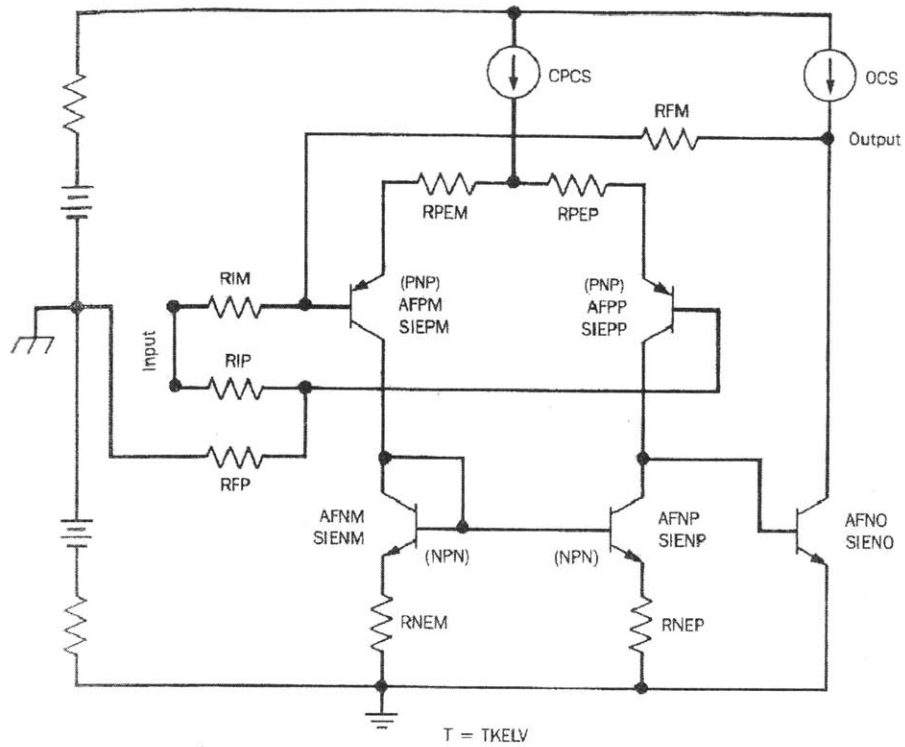 CPCS
OCS
RFM
Output
RPEM
RPEP
RIM
(PNP)
AFPM
SIEPM
(PNP)
AFPP
SIEPP
Input
RIP
RFP
AFNM
SIENM
(NPN)
(NPN)
AFNP
SIENP
AFNO
SIENO
RNEM
RNEP
T = TKELV